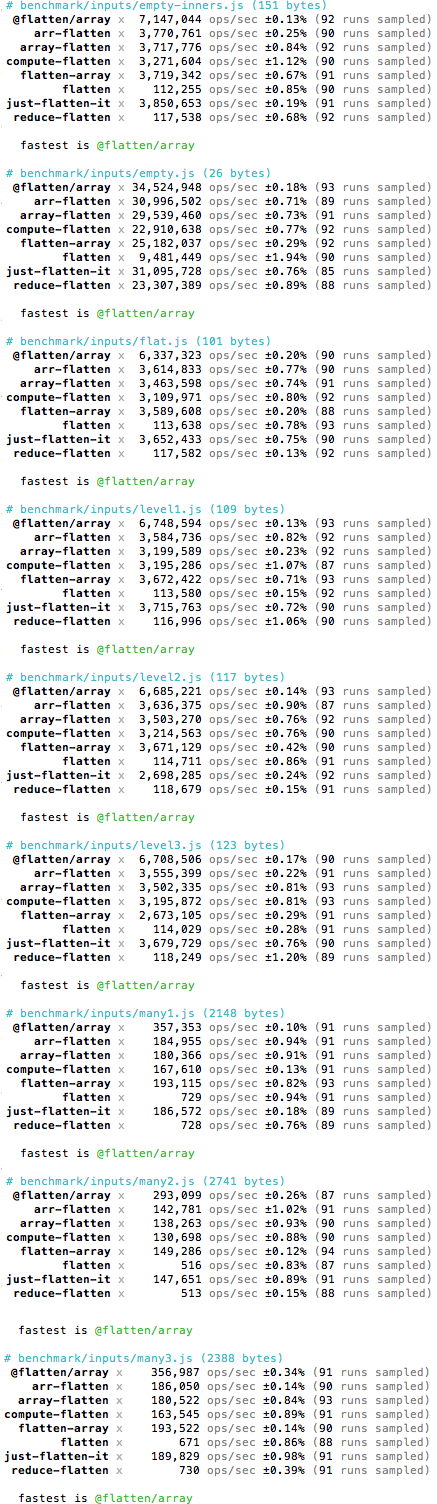 # benchmark/inputs/empty-inners.js (151 bytes)
@flatten/array x 7,147,044 ops/sec ±0.13% (92 runs sampled)
arr-flatten x 3,770,761 ops/sec ±0.25% (90 runs sampled)
array-flatten x 3,717,776 ops/sec ±0.84% (92 runs sampled)
compute-flatten x 3,271,604 ops/sec ±1.12% (90 runs sampled)
flatten-array x 3,719,342 ops/sec ±0.67% (91 runs sampled)
flatten x 112,255 ops/sec ±0.85% (90 runs sampled)
just-flatten-it x 3,850,653 ops/sec ±0.19% (91 runs sampled)
reduce-flatten x 117,538 ops/sec ±0.68% (92 runs sampled)
fastest is @flatten/array
# benchmark/inputs/empty.js (26 bytes)
@flatten/array x 34,524,948 ops/sec ±0.18% (93 runs sampled)
arr-flatten x 30,996,502 ops/sec ±0.71% (89 runs sampled)
array-flatten x 29,539,460 ops/sec ±0.73% (91 runs sampled)
compute-flatten x 22,910,638 ops/sec ±0.77% (92 runs sampled)
flatten-array x 25,182,037 ops/sec ±0.29% (92 runs sampled)
flatten x 9,481,449 ops/sec ±1.94% (90 runs sampled)
just-flatten-it x 31,095,728 ops/sec ±0.76% (85 runs sampled)
reduce-flatten x 23,307,389 ops/sec ±0.89% (88 runs sampled)
fastest is @flatten/array
# benchmark/inputs/flat.js (101 bytes)
@flatten/array x 6,337,323 ops/sec ±0.20% (90 runs sampled)
arr-flatten x 3,614,833 ops/sec ±0.77% (90 runs sampled)
array-flatten x 3,463,598 ops/sec ±0.74% (91 runs sampled)
compute-flatten x 3,109,971 ops/sec ±0.80% (92 runs sampled)
flatten-array x 3,589,608 ops/sec ±0.20% (88 runs sampled)
flatten x 113,638 ops/sec ±0.78% (93 runs sampled)
just-flatten-it x 3,652,433 ops/sec ±0.75% (90 runs sampled)
reduce-flatten x 117,582 ops/sec ±0.13% (92 runs sampled)
fastest is @flatten/array
# benchmark/inputs/level1.js (109 bytes)
@flatten/array x 6,748,594 ops/sec ±0.13% (93 runs sampled)
arr-flatten x 3,584,736 ops/sec ±0.82% (92 runs sampled)
array-flatten x 3,199,589 ops/sec ±0.23% (92 runs sampled)
compute-flatten x 3,195,286 ops/sec ±1.07% (87 runs sampled)
flatten-array x 3,672,422 ops/sec ±0.71% (93 runs sampled)
flatten x 113,580 ops/sec ±0.15% (92 runs sampled)
just-flatten-it x 3,715,763 ops/sec ±0.72% (90 runs sampled)
reduce-flatten x 116,996 ops/sec ±1.06% (90 runs sampled)
fastest is @flatten/array
# benchmark/inputs/level2.js (117 bytes)
@flatten/array x 6,685,221 ops/sec ±0.14% (93 runs sampled)
arr-flatten x 3,636,375 ops/sec ±0.90% (87 runs sampled)
array-flatten x 3,503,270 ops/sec ±0.76% (92 runs sampled)
compute-flatten x 3,214,563 ops/sec ±0.76% (90 runs sampled)
flatten-array x 3,671,129 ops/sec ±0.42% (90 runs sampled)
flatten x 114,711 ops/sec ±0.86% (91 runs sampled)
just-flatten-it x 2,698,285 ops/sec ±0.24% (92 runs sampled)
reduce-flatten x 118,679 ops/sec ±0.15% (91 runs sampled)
fastest is @flatten/array
# benchmark/inputs/level3.js (123 bytes)
@flatten/array x 6,708,506 ops/sec ±0.17% (90 runs sampled)
arr-flatten x 3,555,399 ops/sec ±0.22% (91 runs sampled)
array-flatten x 3,502,335 ops/sec ±0.81% (93 runs sampled)
compute-flatten x 3,195,872 ops/sec ±0.81% (93 runs sampled)
flatten-array x 2,673,105 ops/sec ±0.29% (91 runs sampled)
flatten x 114,029 ops/sec ±0.28% (91 runs sampled)
just-flatten-it x 3,679,729 ops/sec ±0.76% (90 runs sampled)
reduce-flatten x 118,249 ops/sec ±1.20% (89 runs sampled)
fastest is @flatten/array
# benchmark/inputs/many1.js (2148 bytes)
@flatten/array x 357,353 ops/sec ±0.10% (91 runs sampled)
arr-flatten x 184,955 ops/sec ±0.94% (91 runs sampled)
array-flatten x 180,366 ops/sec ±0.91% (91 runs sampled)
compute-flatten x 167,610 ops/sec ±0.13% (91 runs sampled)
flatten-array x 193,115 ops/sec ±0.82% (93 runs sampled)
flatten x 729 ops/sec ±0.94% (91 runs sampled)
just-flatten-it x 186,572 ops/sec ±0.18% (89 runs sampled)
reduce-flatten x 728 ops/sec ±0.76% (89 runs sampled)
fastest is @flatten/array
# benchmark/inputs/many2.js (2741 bytes)
@flatten/array x 293,099 ops/sec ±0.26% (87 runs sampled)
arr-flatten x 142,781 ops/sec ±1.02% (91 runs sampled)
array-flatten x 138,263 ops/sec ±0.93% (90 runs sampled)
compute-flatten x 130,698 ops/sec ±0.88% (90 runs sampled)
flatten-array x 149,286 ops/sec ±0.12% (94 runs sampled)
flatten x 516 ops/sec ±0.83% (87 runs sampled)
just-flatten-it x 147,651 ops/sec ±0.89% (91 runs sampled)
reduce-flatten x 513 ops/sec ±0.15% (88 runs sampled)
fastest is @flatten/array
# benchmark/inputs/many3.js (2388 bytes)
@flatten/array x 356,987 ops/sec ±0.34% (91 runs sampled)
arr-flatten x 186,050 ops/sec ±0.14% (90 runs sampled)
array-flatten x 180,522 ops/sec ±0.84% (93 runs sampled)
compute-flatten x 163,545 ops/sec ±0.89% (91 runs sampled)
flatten-array x 193,522 ops/sec ±0.14% (90 runs sampled)
flatten x 671 ops/sec ±0.86% (88 runs sampled)
just-flatten-it x 189,829 ops/sec ±0.98% (91 runs sampled)
reduce-flatten x 730 ops/sec ±0.39% (91 runs sampled)
fastest is @flatten/array